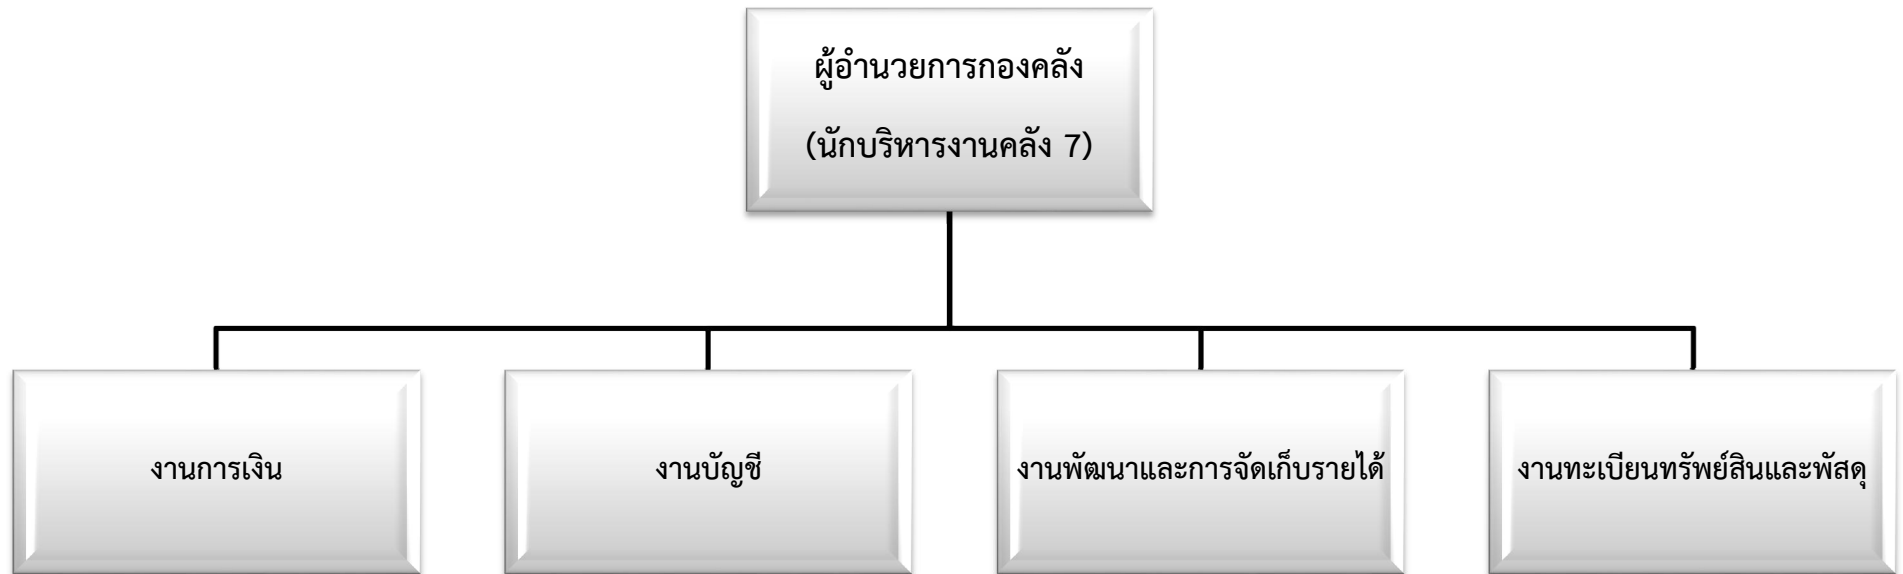 ผู้อำนวยการกองคลัง
(นักบริหารงานคลัง 7)
งานการเงิน
งานบัญชี
งานพัฒนาและการจัดเก็บรายได้
งานทะเบียนทรัพย์สินและพัสดุ